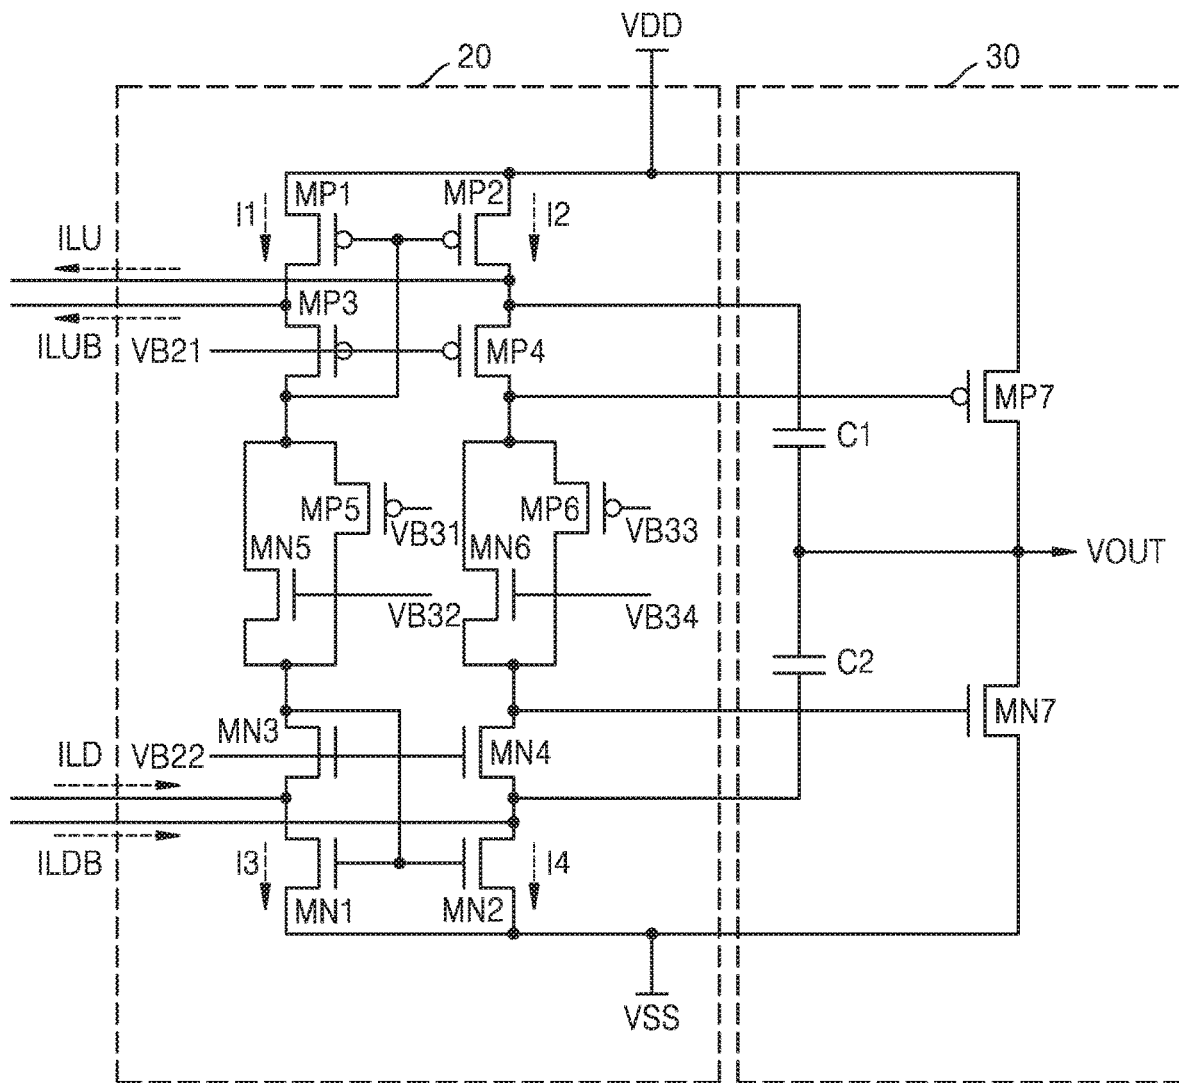 VDD
20
30
MP1
MP2
I1
I2
ILU
MP3
ILUB
VB21
MP4
MP7
C1
MP5
MP6
VB31
VB33
MN5
MN6
VOUT
VB32
VB34
C2
MN3
MN7
ILD
VB22
MN4
I3
I4
ILDB
MN1
MN2
VSS